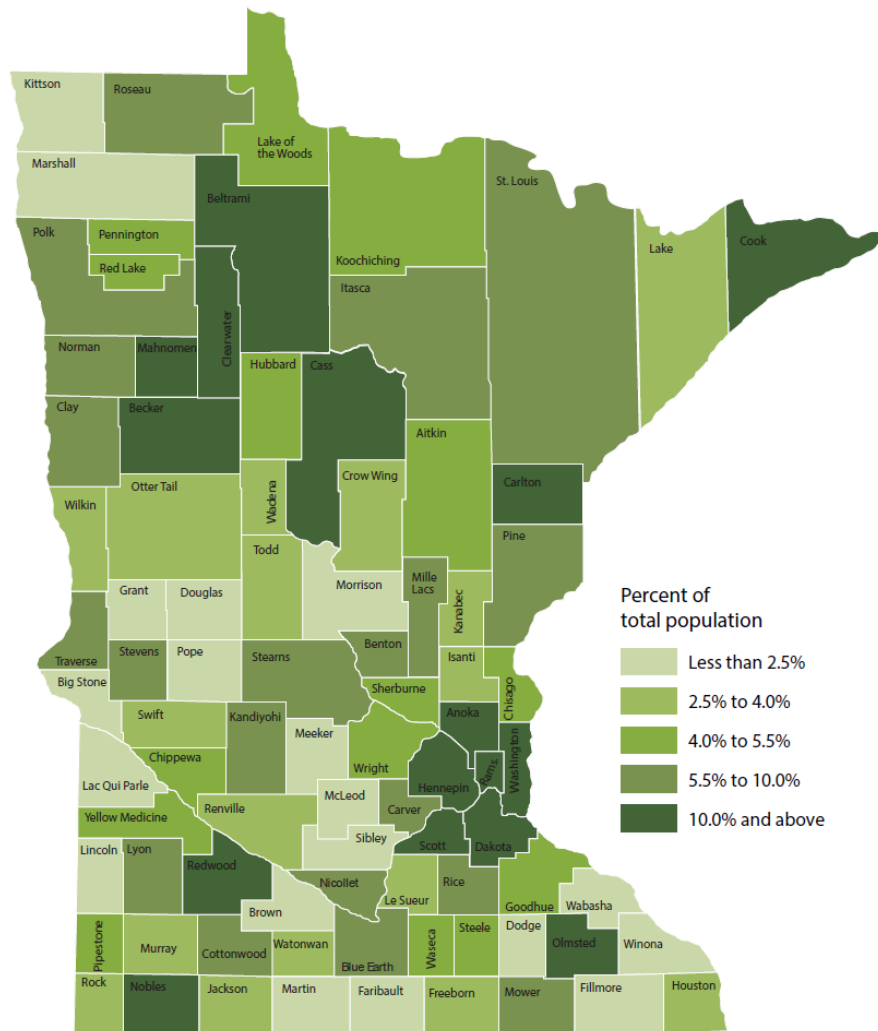 Kittson
Roseau
Lake of
the Woods
Marshall
Beltrami
St. Louis
Polk
Pennington
Red Lake
Koochiching
Itasca
Lake
Cook
Norman
Mahnomen
Clearwater
Hubbard
Cass
Clay
Becker
Aitkin
Wilkin
Otter Tail
Wadena
Crow Wing
Carlton
Todd
Pine
Grant
Douglas
Morrison
Mille
Lacs
Kanabec
Traverse
Stevens
Pope
Stearns
Benton
Isanti
Big Stone
Sherburne
Chisago
Swift
Kandiyohi
Meeker
Anoka
Washington
Chippewa
Wright
Hennepin
Rams.
Lac Qui Parle
McLeod
Carver
Yellow Medicine
Renville
Sibley
Scott
Dakota
Lincoln
Lyon
Redwood
Nicollet
Le Sueur
Rice
Goodhue
Wabasha
Brown
Pipestone
Murray
Cottonwood
Watonwan
Blue Earth
Waseca
Steele
Dodge
Olmsted
Winona
Rock
Nobles
Jackson
Martin
Faribault
Freeborn
Mower
Fillmore
Houston
Percent of
total population
Less than 2.5%
2.5% to 4.0%
4.0% to 5.5%
5.5% to 10.0%
10.0% and above